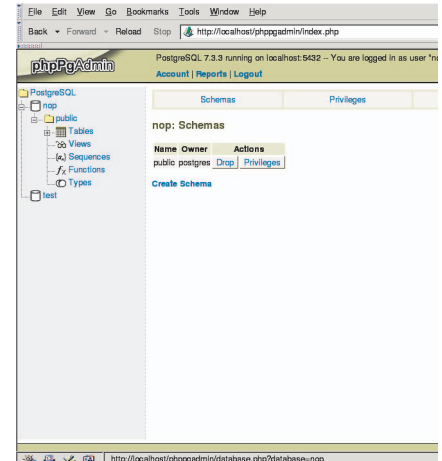 File Edit View Go Bookmarks Tools Window Help
Back Forward Reload Stop http://localhost/phppgadmin/index.php
phpPgAdmin
PostgreSQL 7.3.3 running on localhost:5432 -- You are logged in as user "no
Account | Reports | Logout
PostgreSQL
nop
public
Tables
Views
Sequences
Functions
Types
test
Schemas Privileges
nop: Schemas
Name Owner Actions
public postgres Drop Privileges
Create Schema
http://localhost/phppgadmin/database.php?database=nop